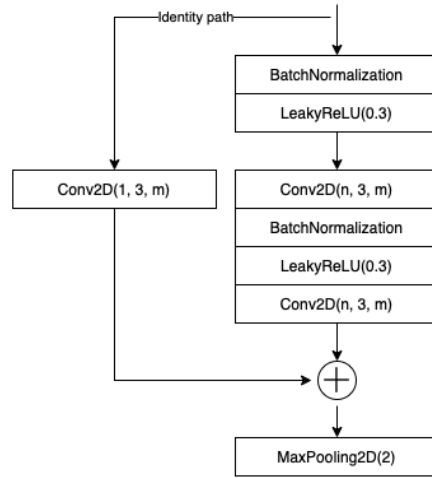 Identity path
BatchNormalization
LeakyReLU(0.3)
Conv2D(1, 3, m)
Conv2D(n, 3, m)
BatchNormalization
LeakyReLU(0.3)
Conv2D(n, 3, m)
MaxPooling2D(2)